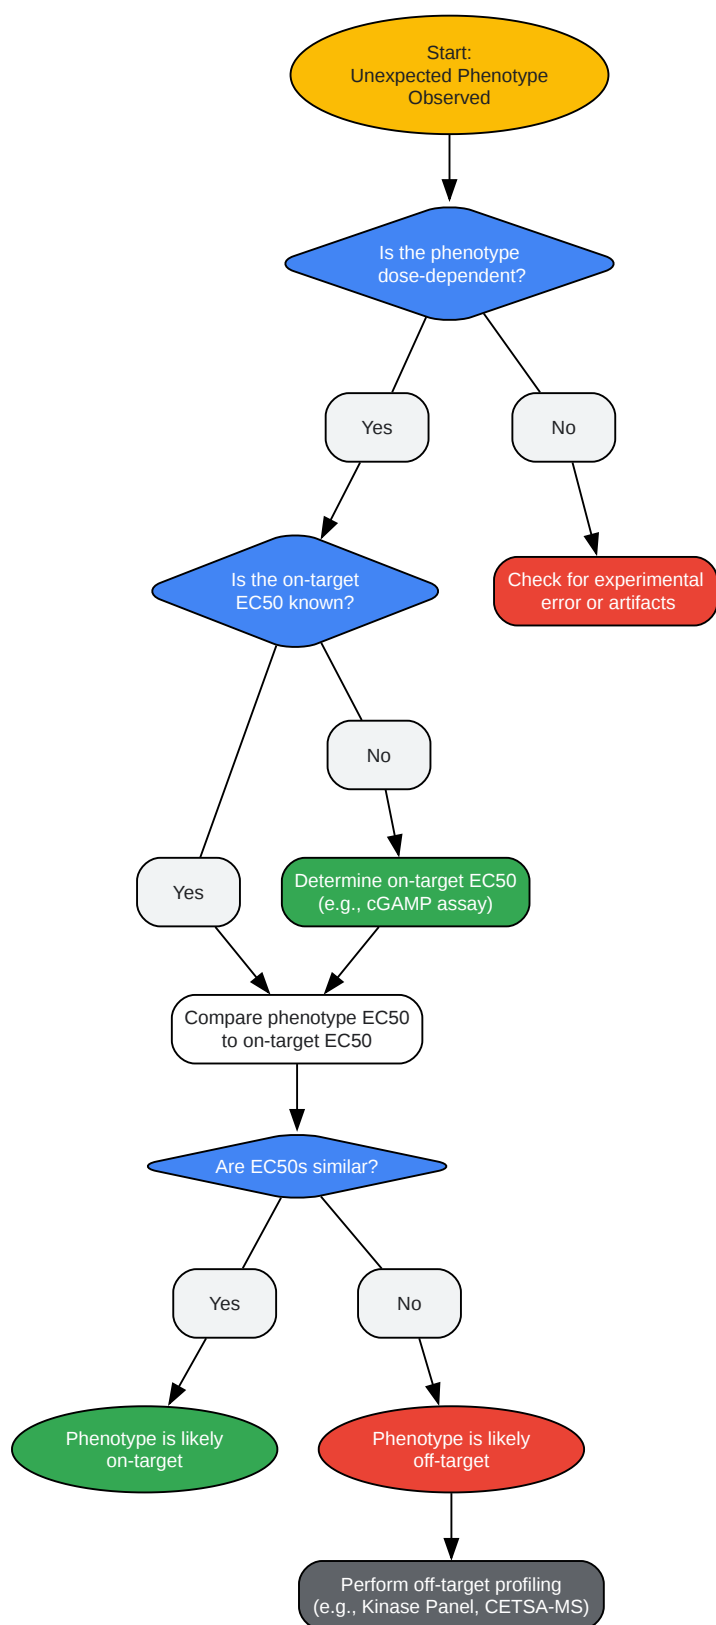 Start:
Unexpected Phenotype
Observed
Is the phenotype
dose-dependent?
Yes
No
Is the on-target
EC50 known?
Check for experimental
error or artifacts
No
Yes
Determine on-target EC50
(e.g., cGAMP assay)
Compare phenotype EC50
to on-target EC50
Are EC50s similar?
Yes
No
Phenotype is likely
on-target
Phenotype is likely
off-target
Perform off-target profiling
(e.g., Kinase Panel, CETSA-MS)